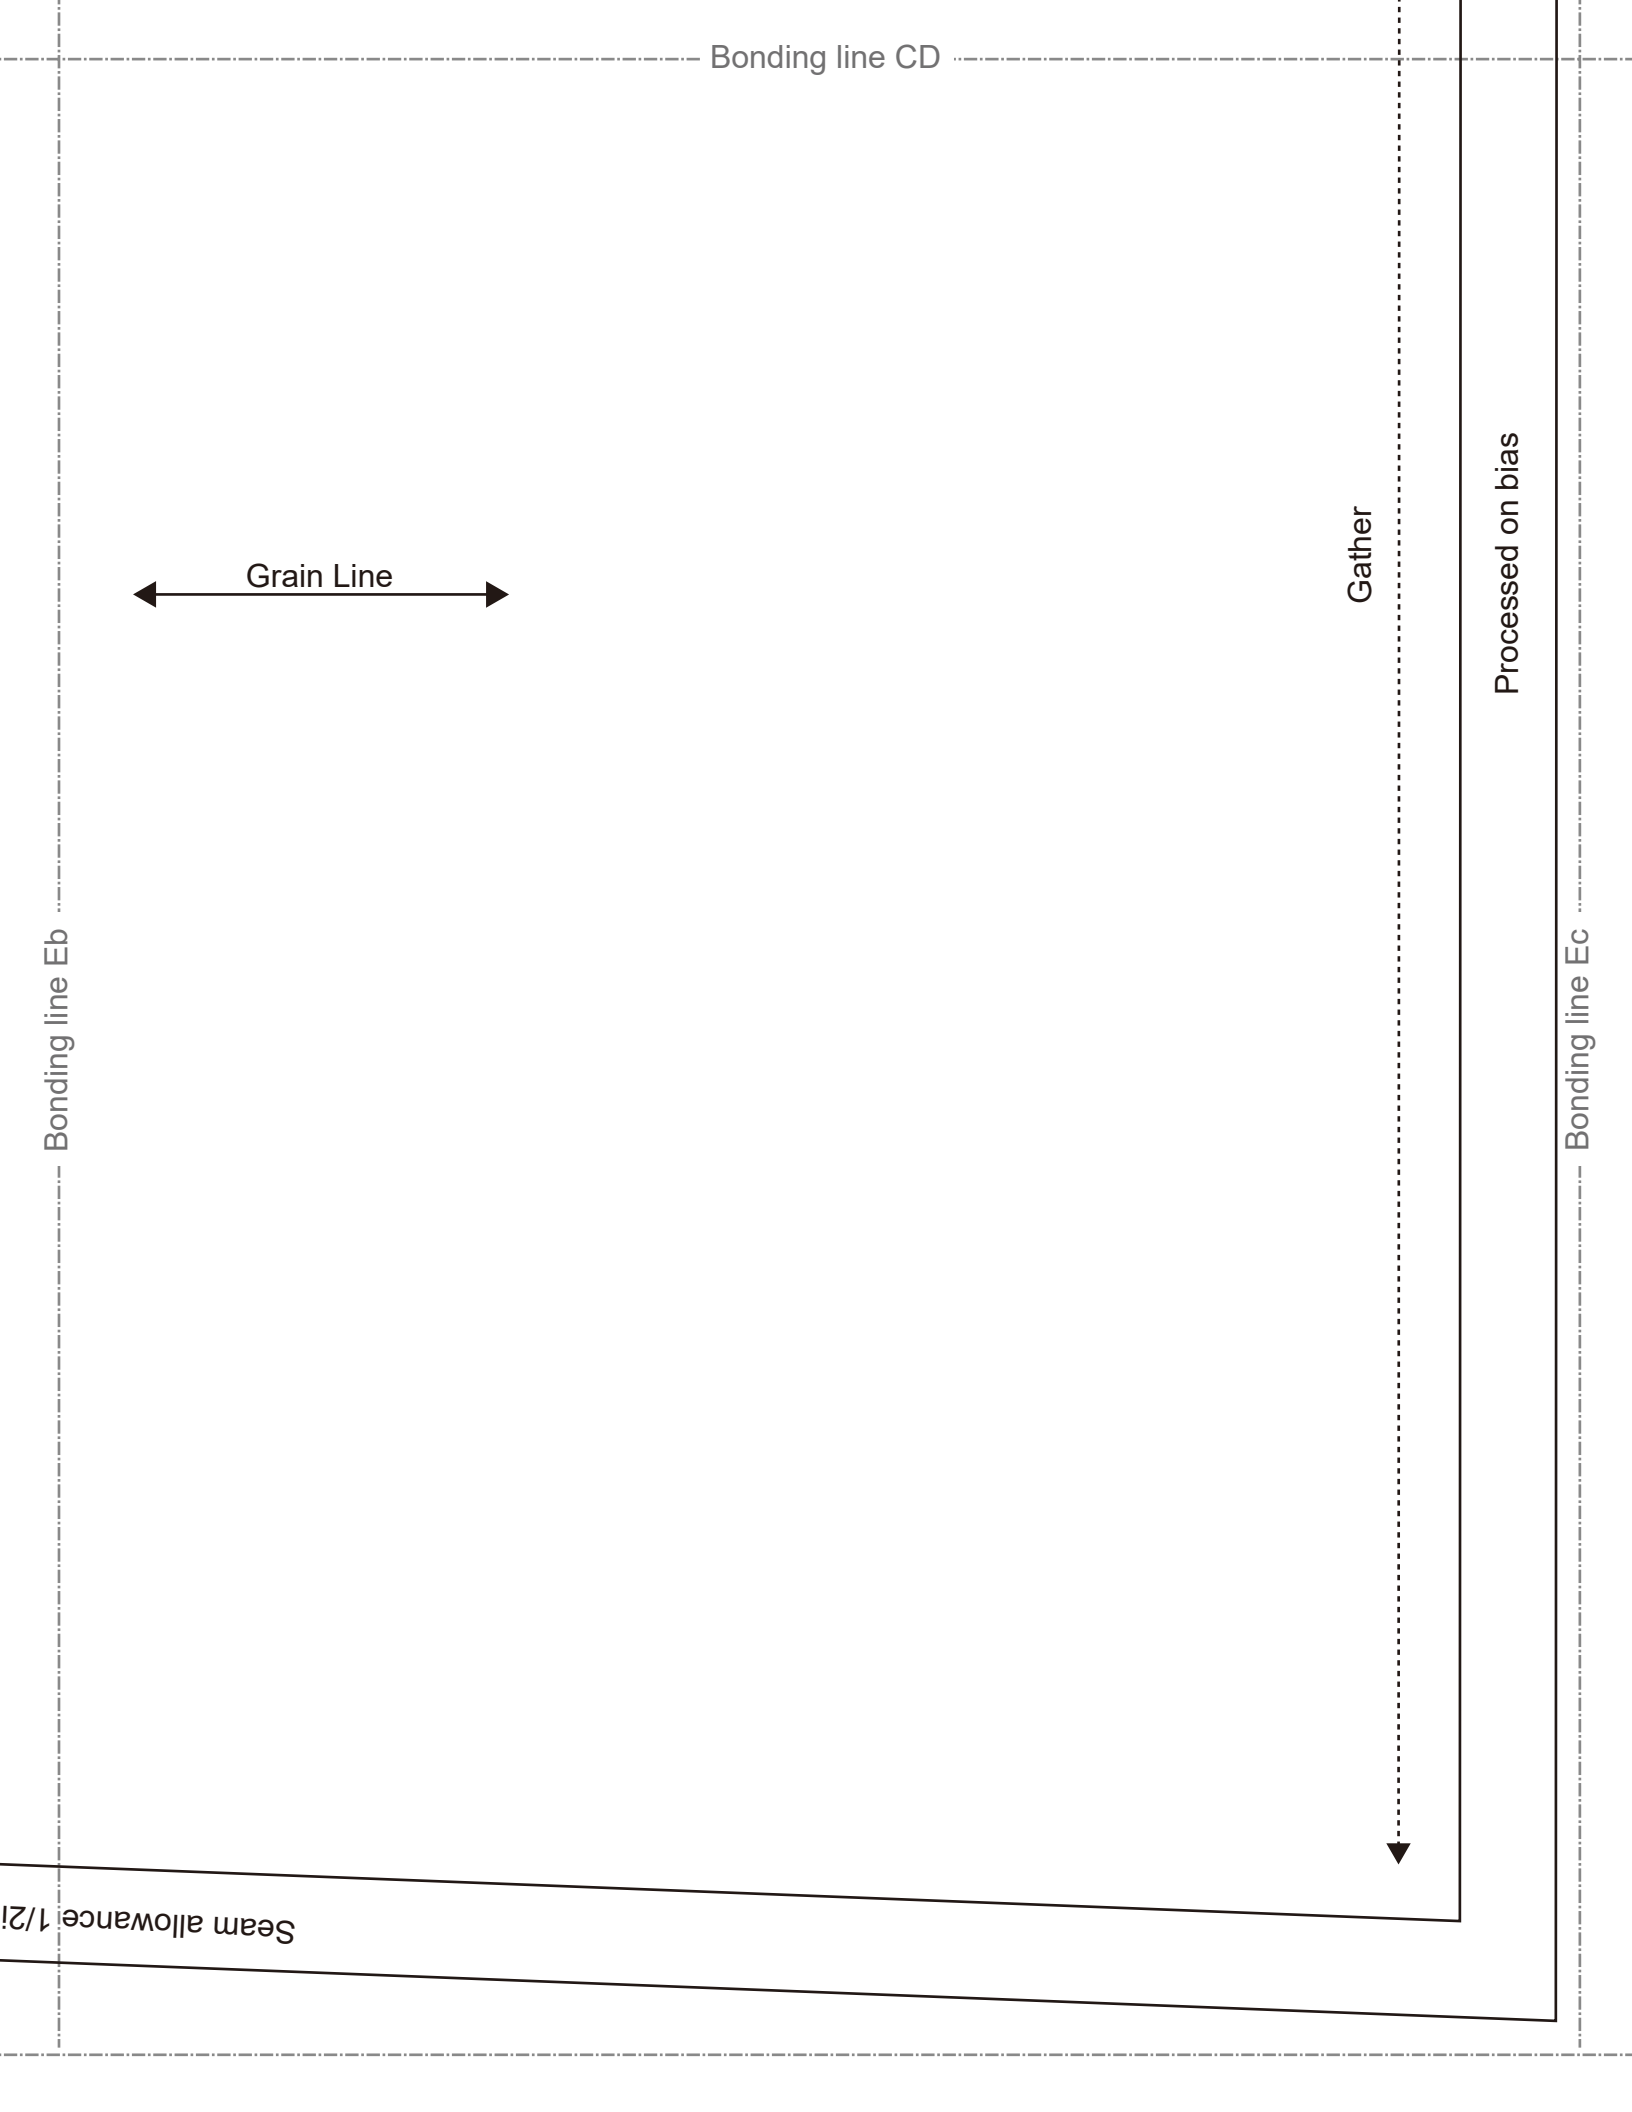 Bonding line CD
Grain Line
Gather
Processed on bias
Bonding line Eb
Bonding line Ec
Seam allowance 1/2i